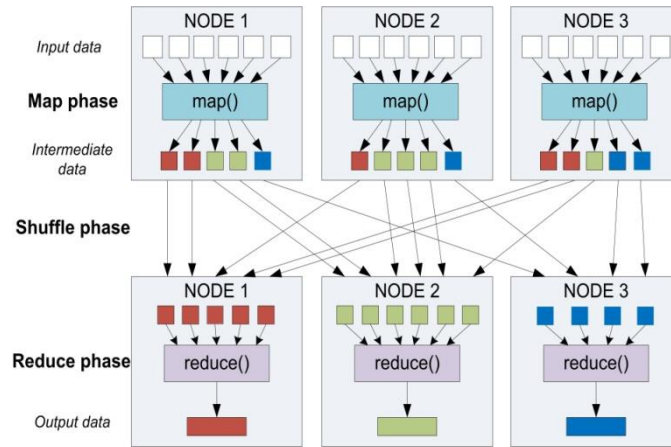 NODE 1
NODE 2
NODE 3
Input data
Map phase
map()
map()
map()
Intermediate
data
Shuffle phase
NODE 1
NODE 2
NODE 3
Reduce phase
reduce()
reduce()
reduce()
Output data